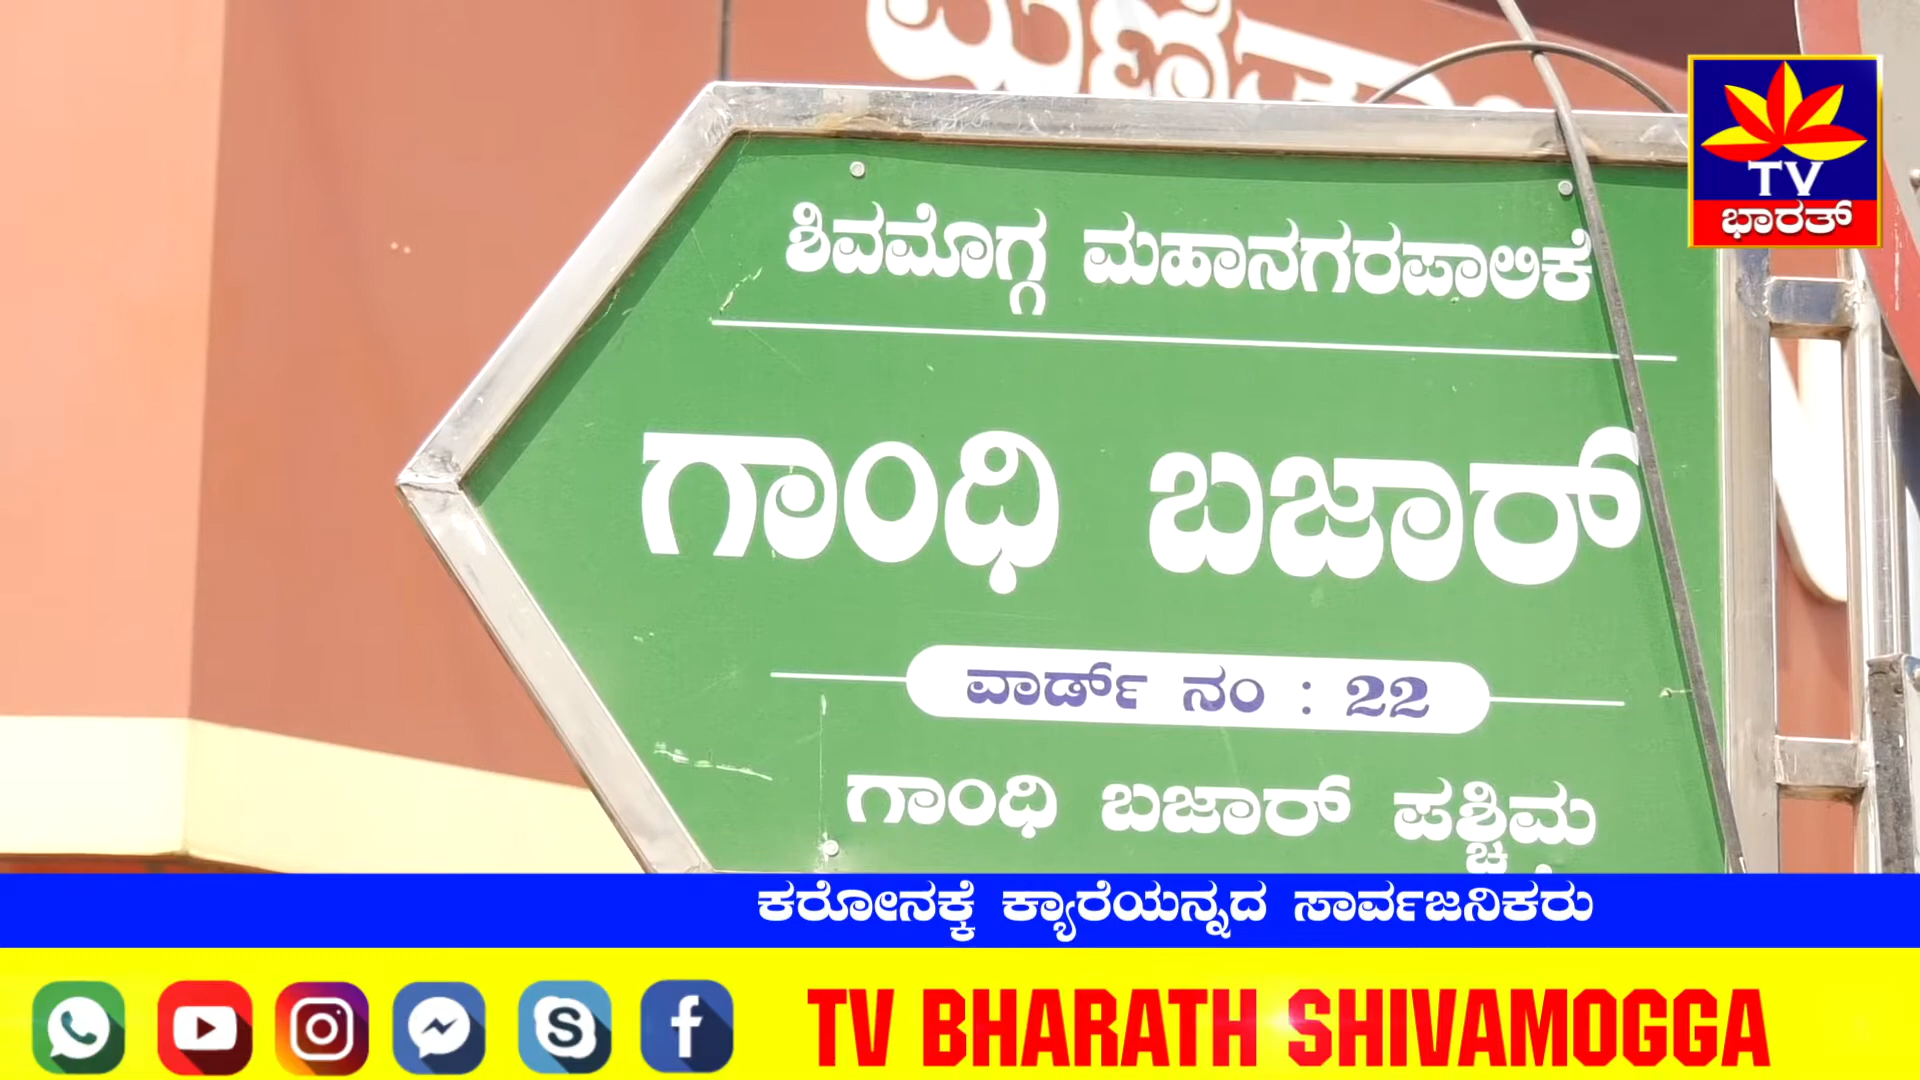 TV
ಭಾರತ್
ಶಿವಮೊಗ್ಗ ಮಹಾನಗರಪಾಲಿಕೆ
ಗಾಂಧಿ ಬಜಾರ್
ವಾರ್ಡ್ ನಂ : 22
ಗಾಂಧಿ ಬಜಾರ್ ಪಶ್ಚಿಮ
ಕರೋನಕ್ಕೆ ಕ್ಯಾರೆಯನ್ನದ ಸಾರ್ವಜನಿಕರು
TV BHARATH SHIVAMOGGA